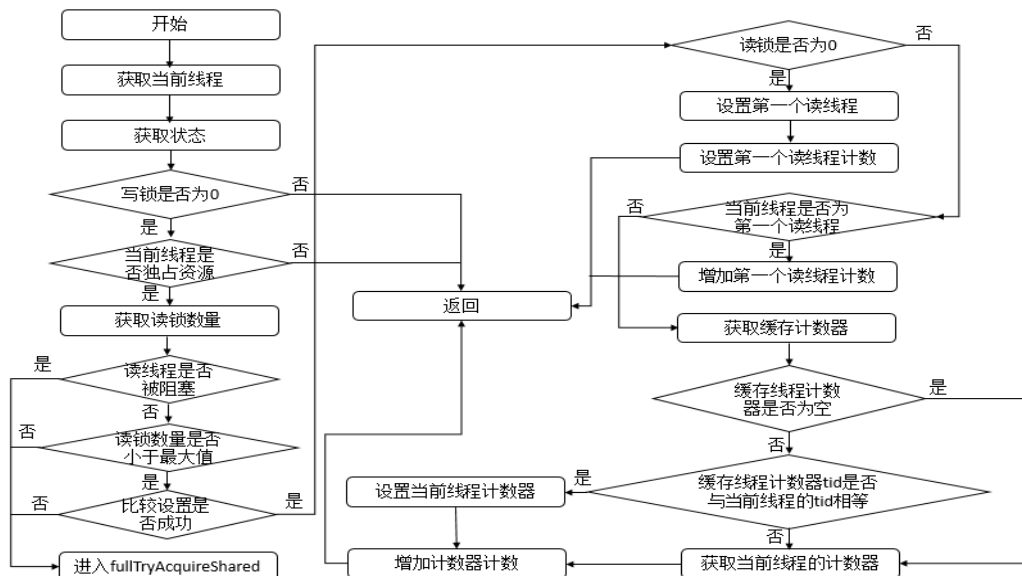 开始
获取当前线程
获取状态
写锁是否为0
否
是
当前线程是
否独占资源
否
是
获取读锁数量
读线程是否
被阻塞
是
否
读锁数量是否
小于最大值
否
是
比较设置是
否成功
否
是
进入fullTryAcquireShared
返回
读锁是否为0
否
是
设置第一个读线程
设置第一个读线程计数
当前线程是否为
第一个读线程
否
是
增加第一个读线程计数
获取缓存计数器
缓存线程计数
器是否为空
是
否
缓存线程计数器tid是否
与当前线程的tid相等
是
否
设置当前线程计数器
增加计数器计数
获取当前线程的计数器